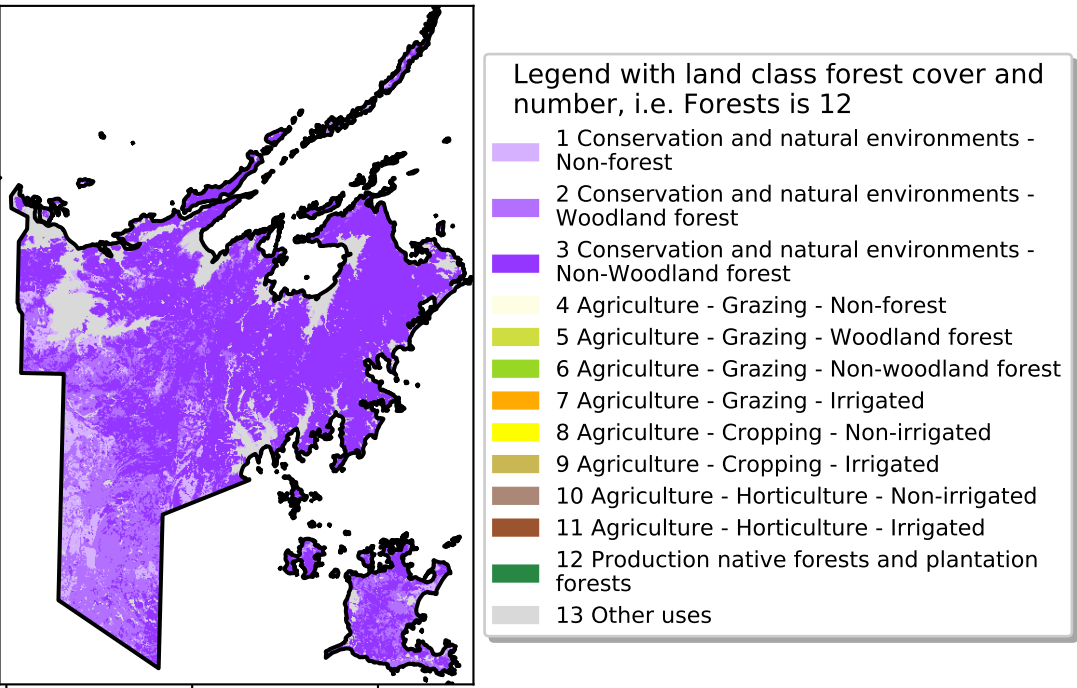 Legend with land class forest cover and
number, i.e. Forests is 12
1 Conservation and natural environments -
Non-forest
2 Conservation and natural environments -
Woodland forest
3 Conservation and natural environments -
Non-Woodland forest
4 Agriculture - Grazing - Non-forest
5 Agriculture - Grazing - Woodland forest
6 Agriculture - Grazing - Non-woodland forest
7 Agriculture - Grazing - Irrigated
8 Agriculture - Cropping - Non-irrigated
9 Agriculture - Cropping - Irrigated
10 Agriculture - Horticulture - Non-irrigated
11 Agriculture - Horticulture - Irrigated
12 Production native forests and plantation
forests
13 Other uses